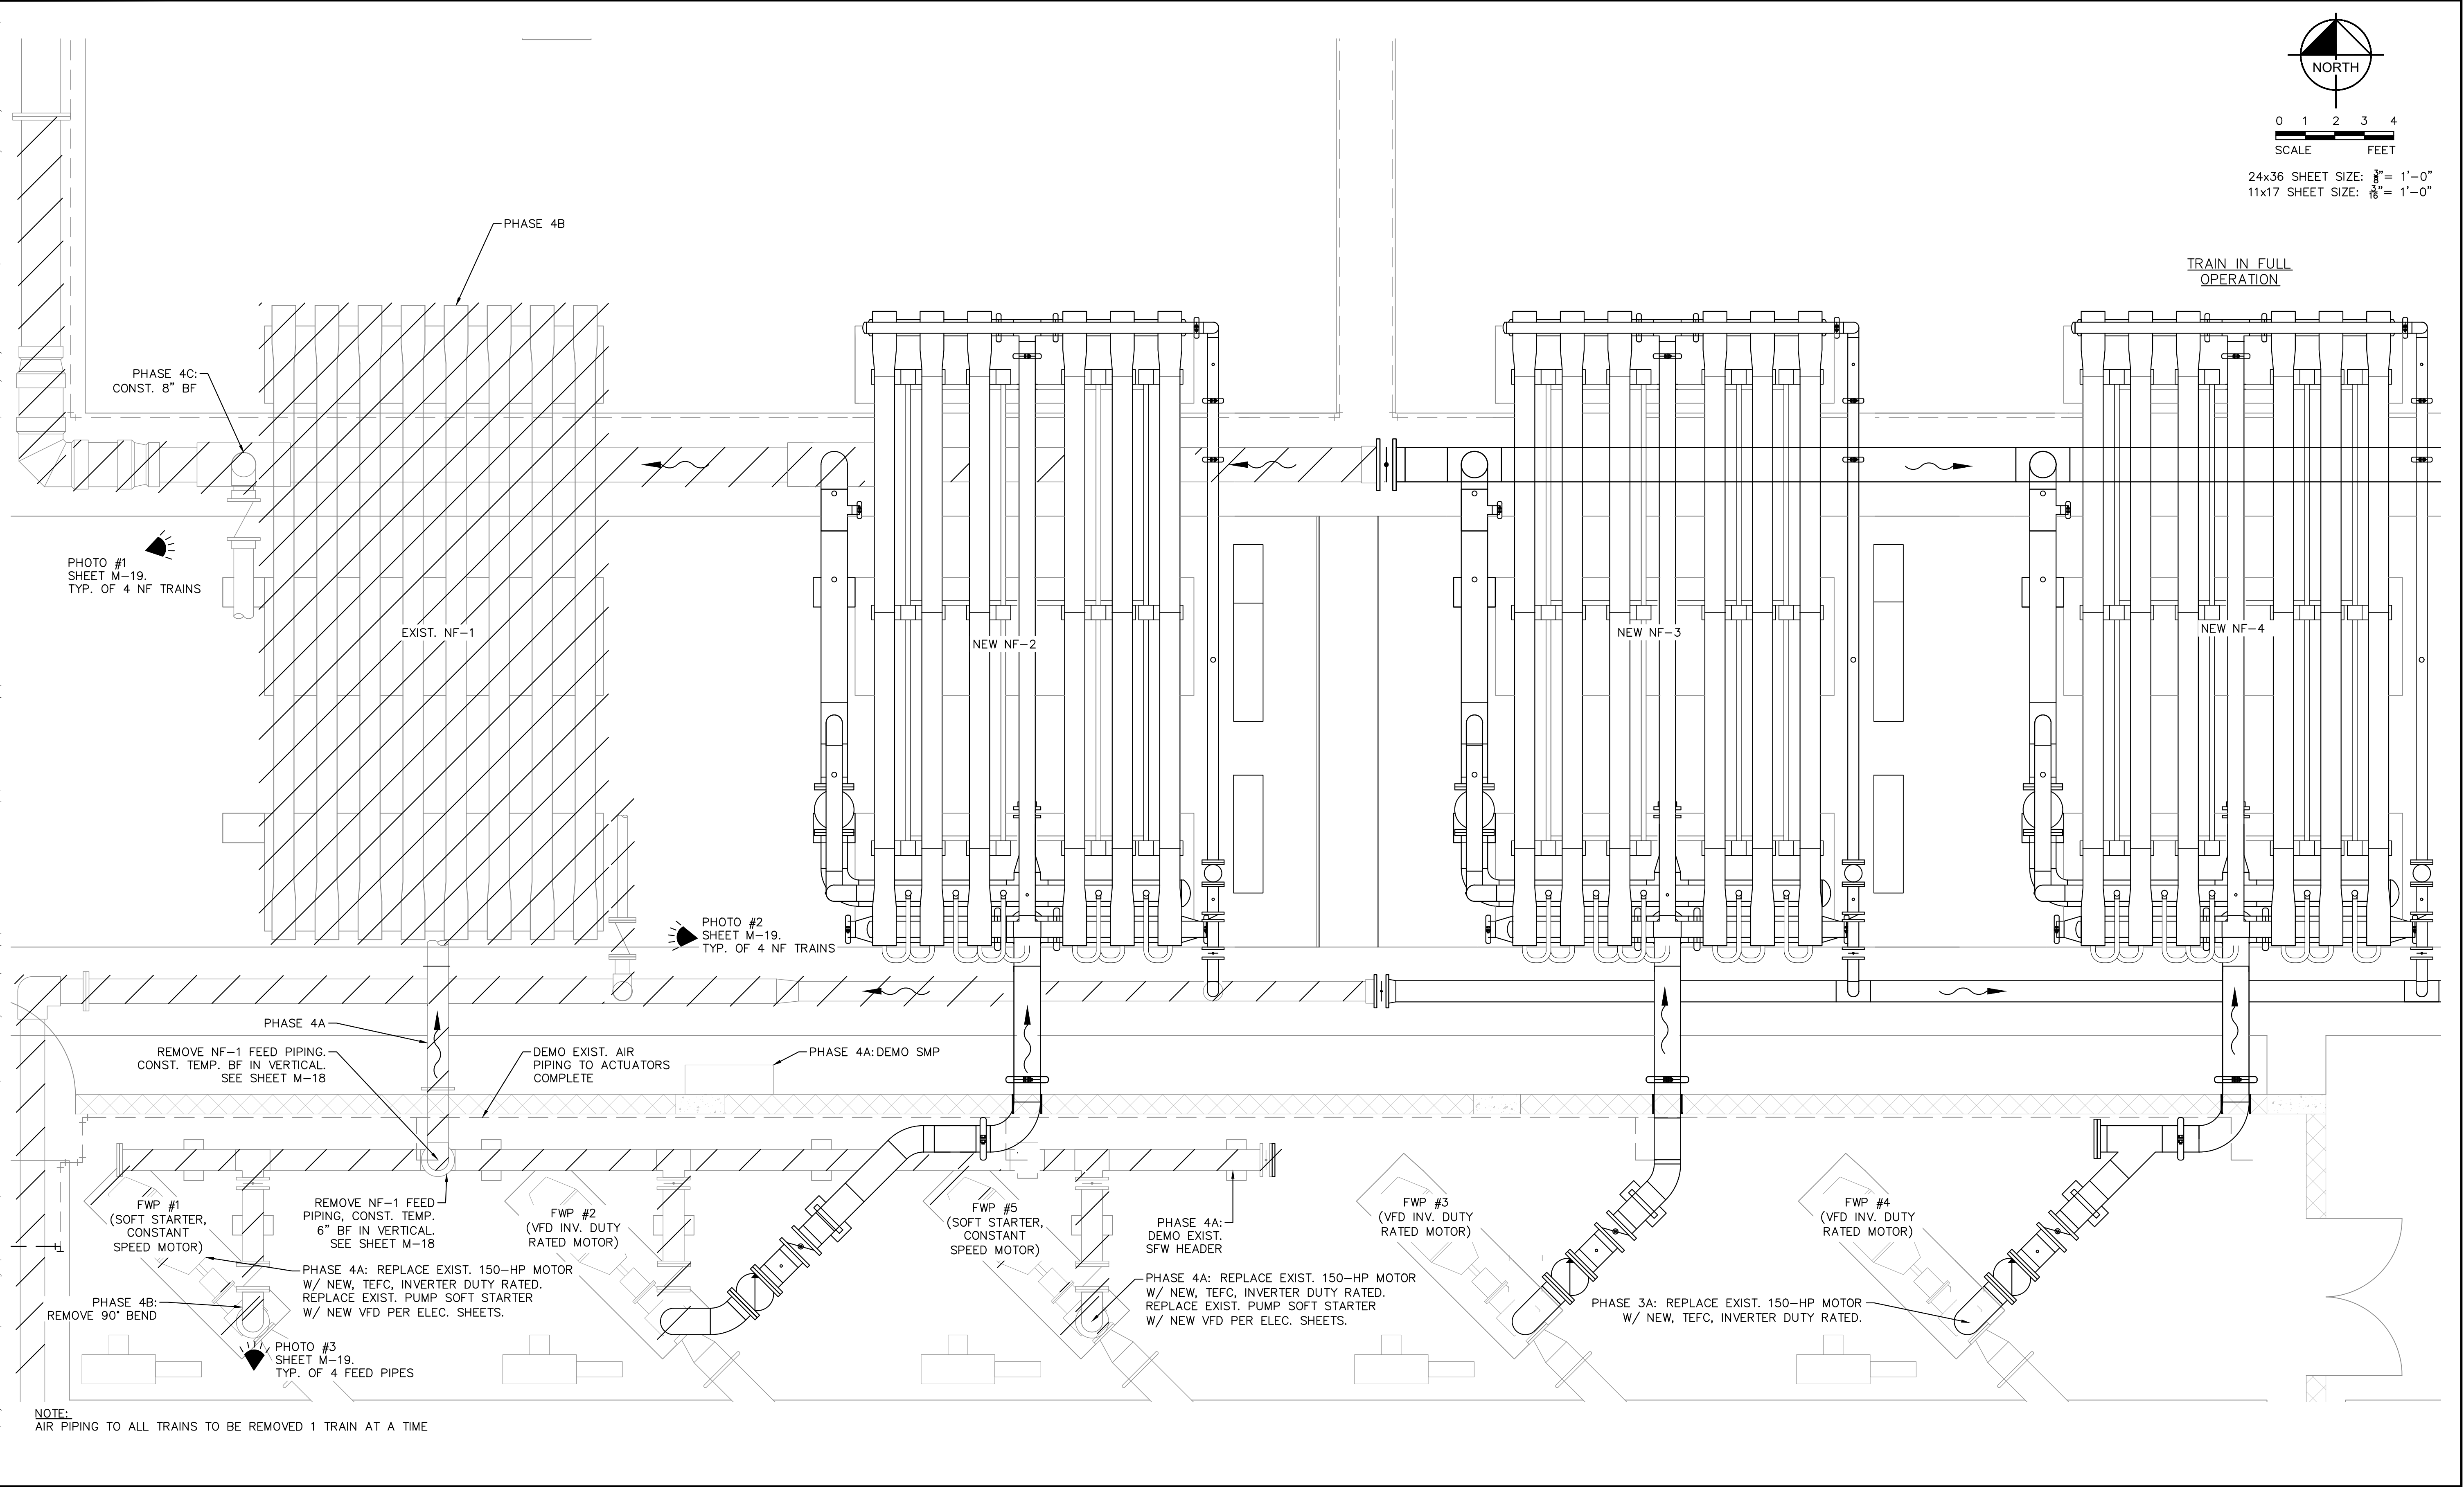 NORTH
0 1 2 3 4
SCALE FEET
24x36 SHEET SIZE: 3/8"= 1'-0"
11x17 SHEET SIZE: 3/16"= 1'-0"
PHASE 4B
TRAIN IN FULL
OPERATION
PHASE 4C:
CONST. 8" BF
PHOTO #1
SHEET M-19.
TYP. OF 4 NF TRAINS
EXIST. NF-1
NEW NF-2
NEW NF-3
NEW NF-4
PHOTO #2
SHEET M-19.
TYP. OF 4 NF TRAINS
PHASE 4A
REMOVE NF-1 FEED PIPING.
CONST. TEMP. BF IN VERTICAL.
SEE SHEET M-18
DEMO EXIST. AIR
PIPING TO ACTUATORS
COMPLETE
PHASE 4A: DEMO SMP
FWP #1
(SOFT STARTER,
CONSTANT
SPEED MOTOR)
REMOVE NF-1 FEED
PIPING, CONST. TEMP.
6" BF IN VERTICAL.
SEE SHEET M-18
FWP #2
(VFD INV. DUTY
RATED MOTOR)
FWP #5
(SOFT STARTER,
CONSTANT
SPEED MOTOR)
PHASE 4A:
DEMO EXIST.
SFW HEADER
FWP #3
(VFD INV. DUTY
RATED MOTOR)
FWP #4
(VFD INV. DUTY
RATED MOTOR)
PHASE 4A: REPLACE EXIST. 150-HP MOTOR
W/ NEW, TEFC, INVERTER DUTY RATED.
REPLACE EXIST. PUMP SOFT STARTER
W/ NEW VFD PER ELEC. SHEETS.
PHASE 4A: REPLACE EXIST. 150-HP MOTOR
W/ NEW, TEFC, INVERTER DUTY RATED.
REPLACE EXIST. PUMP SOFT STARTER
W/ NEW VFD PER ELEC. SHEETS.
PHASE 4B:
REMOVE 90° BEND
PHASE 3A: REPLACE EXIST. 150-HP MOTOR
W/ NEW, TEFC, INVERTER DUTY RATED.
PHOTO #3
SHEET M-19.
TYP. OF 4 FEED PIPES
NOTE:
AIR PIPING TO ALL TRAINS TO BE REMOVED 1 TRAIN AT A TIME